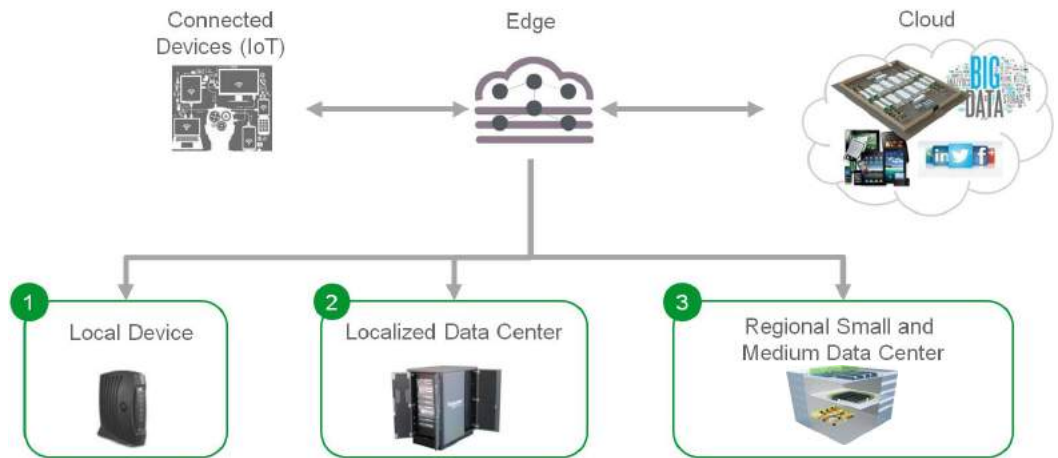 Connected
Devices (IoT)
Edge
Cloud
BIG
DATA
in
f
1
Local Device
2
Localized Data Center
3
Regional Small and
Medium Data Center